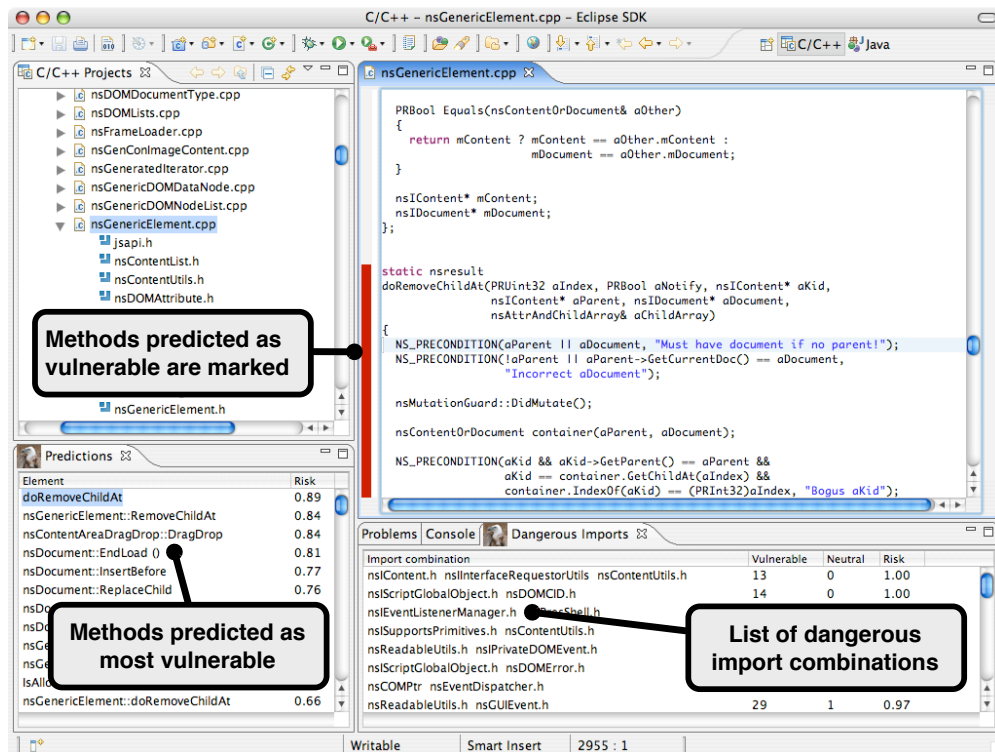 C/C++ – nsGenericElement.cpp – Eclipse SDK
C/C++
Java
C/C++ Projects
nsDOMDocumentType.cpp
nsDOMLists.cpp
nsFrameLoader.cpp
nsGenConImageContent.cpp
nsGeneratedIterator.cpp
nsGenericDOMDataNode.cpp
nsGenericDOMNodeList.cpp
nsGenericElement.cpp
jsapi.h
nsContentList.h
nsContentUtils.h
nsDOMAttribute.h
Methods predicted as
vulnerable are marked
nsGenericElement.h
nsGenericElement.cpp
PRBool Equals(nsContentOrDocument& aOther)
{
return mContent ? mContent == aOther.mContent :
mDocument == aOther.mDocument;
}
nsIContent* mContent;
nsIDocument* mDocument;
};
static nsresult
doRemoveChildAt(PRUint32 aIndex, PRBool aNotify, nsIContent* aKid,
nsIContent* aParent, nsIDocument* aDocument,
nsAttrAndChildArray& aChildArray)
{
NS_PRECONDITION(aParent || aDocument, "Must have document if no parent!");
NS_PRECONDITION(!aParent || aParent->GetCurrentDoc() == aDocument,
"Incorrect aDocument");
nsMutationGuard::DidMutate();
nsContentOrDocument container(aParent, aDocument);
NS_PRECONDITION(aKid && aKid->GetParent() == aParent &&
aKid == container.GetChildAt(aIndex) &&
container.IndexOf(aKid) == (PRInt32)aIndex, "Bogus aKid");
Predictions
Element Risk
doRemoveChildAt 0.89
nsGenericElement::RemoveChildAt 0.84
nsContentAreaDragDrop::DragDrop 0.84
nsDocument::EndLoad () 0.81
nsDocument::InsertBefore 0.77
nsDocument::ReplaceChild 0.76
Methods predicted as
most vulnerable
nsGenericElement::doRemoveChildAt 0.66
Problems Console Dangerous Imports
Import combination Vulnerable Neutral Risk
nsIContent.h nsIInterfaceRequestorUtils nsContentUtils.h 13 0 1.00
nsIScriptGlobalObject.h nsDOMCID.h 14 0 1.00
nsIEventListenerManager.h
nsISupportsPrimitives.h nsContentUtils.h
nsReadableUtils.h nsIPrivateDOMEvent.h
nsIScriptGlobalObject.h nsDOMError.h
nsCOMPtr nsEventDispatcher.h
nsReadableUtils.h nsGUIEvent.h 29 1 0.97
List of dangerous
import combinations
Writable Smart Insert 2955 : 1